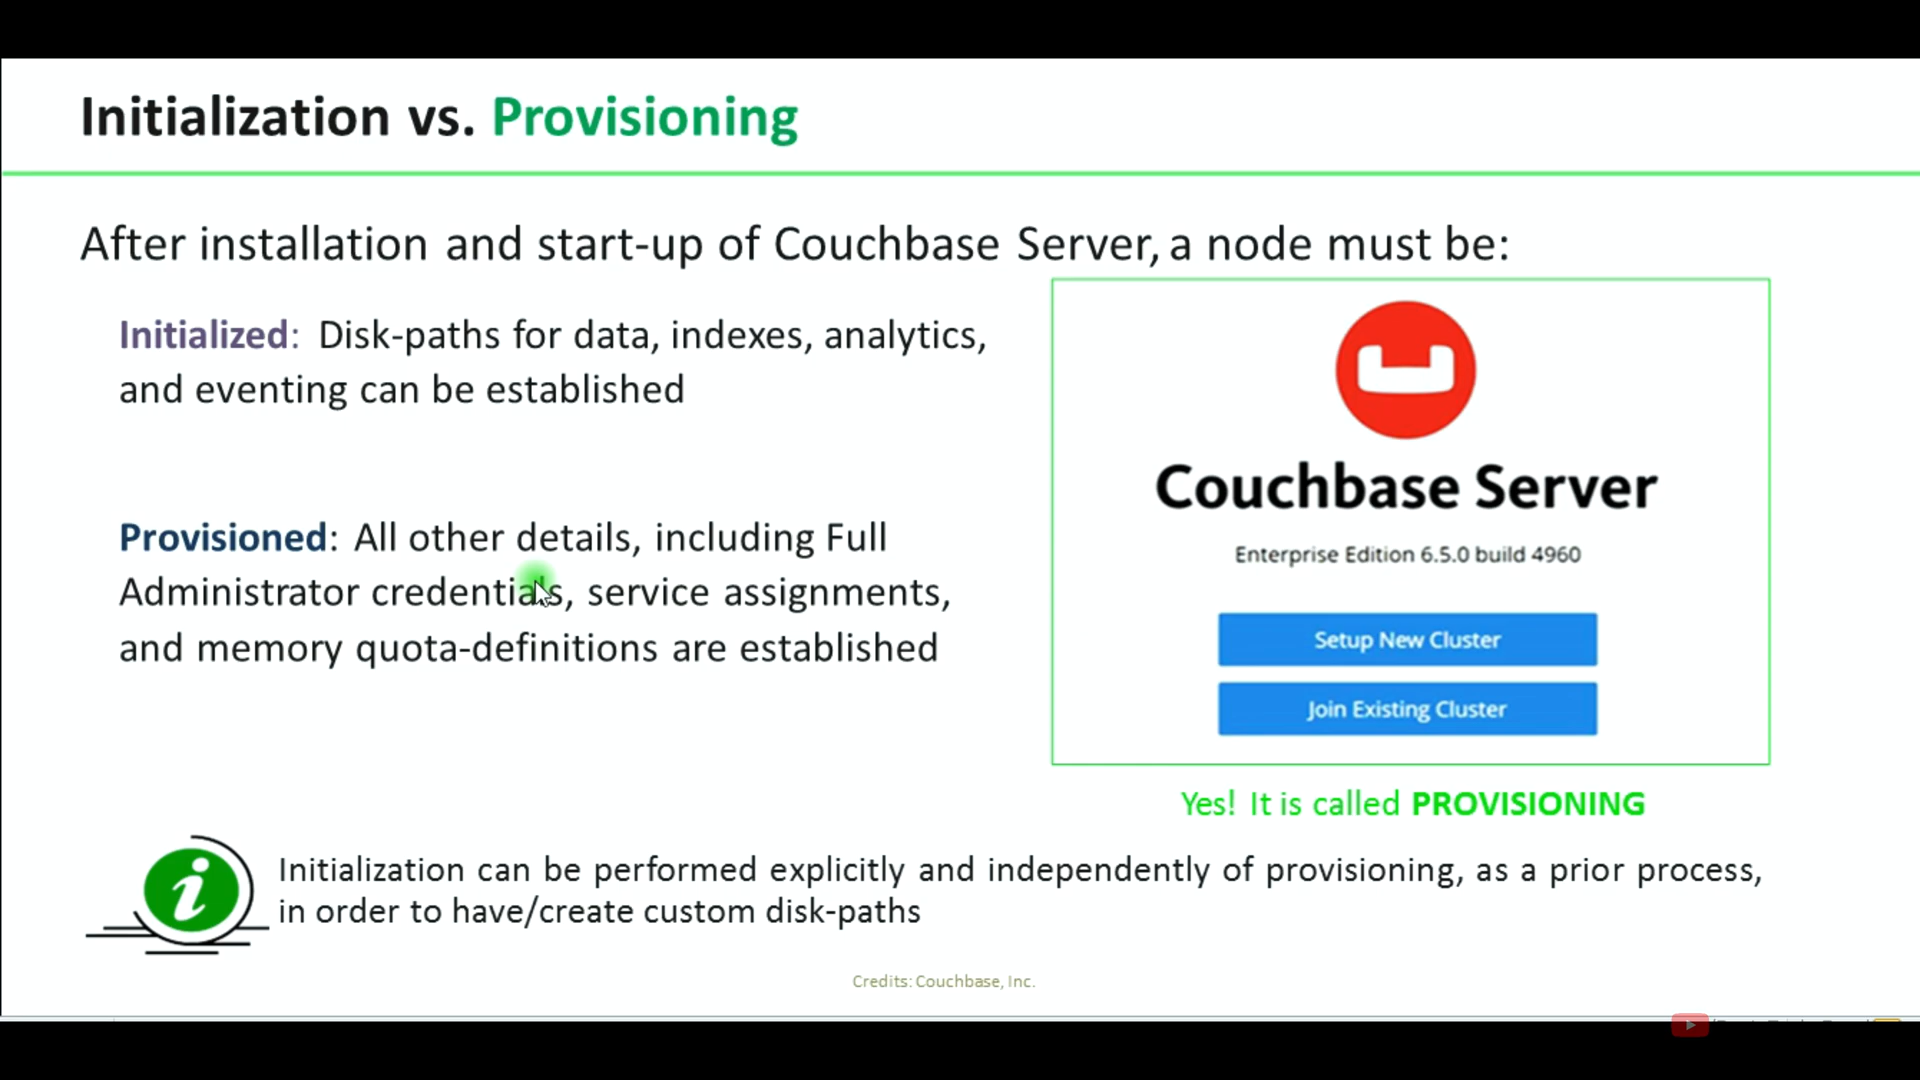 Initialization vs. Provisioning
After installation and start-up of Couchbase Server, a node must be:
Initialized: Disk-paths for data, indexes, analytics,
and eventing can be established
Provisioned: All other details, including Full
Administrator credentials, service assignments,
and memory quota-definitions are established
Couchbase Server
Enterprise Edition 6.5.0 build 4960
Setup New Cluster
Join Existing Cluster
Yes! It is called PROVISIONING
i
Initialization can be performed explicitly and independently of provisioning, as a prior process,
in order to have/create custom disk-paths
Credits: Couchbase, Inc.